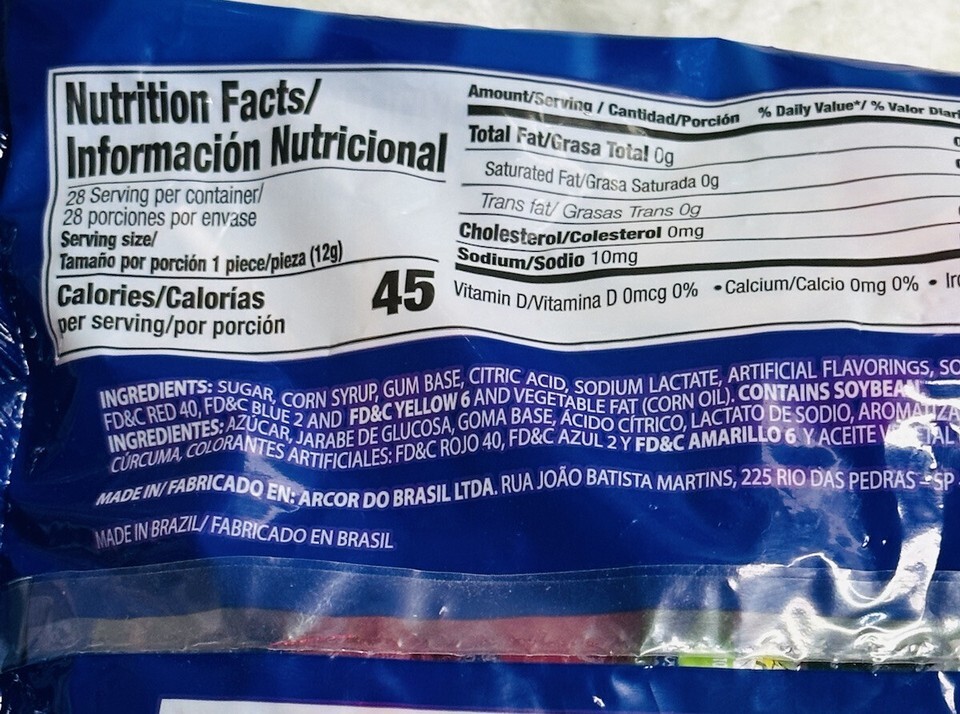 Nutrition Facts/
Información Nutricional
28 Serving per container/
28 porciones por envase
Serving size/
Tamaño por porción 1 piece/pieza (12g)
Calories/Calorías 45
per serving/por porción
Amount/Serving / Cantidad/Porción % Daily Value*/ % Valor
Total Fat/Grasa Total 0g
Saturated Fat/Grasa Saturada 0g
Trans fat/ Grasas Trans 0g
Cholesterol/Colesterol 0mg
Sodium/Sodio 10mg
Vitamin D/Vitamina D 0mcg 0% • Calcium/Calcio 0mg 0% •
INGREDIENTS: SUGAR, CORN SYRUP, GUM BASE, CITRIC ACID, SODIUM LACTATE, ARTIFICIAL FLAVORINGS,
FD&C RED 40, FD&C BLUE 2 AND FD&C YELLOW 6 AND VEGETABLE FAT (CORN OIL). CONTAINS SOYBEAN
INGREDIENTES: AZÚCAR, JARABE DE GLUCOSA, GOMA BASE, ÁCIDO CÍTRICO, LACTATO DE SODIO,
CÚRCUMA, COLORANTES ARTIFICIALES: FD&C ROJO 40, FD&C AZUL 2 Y FD&C AMARILLO 6 Y ACEITE
MADE IN/ FABRICADO EN: ARCOR DO BRASIL LTDA. RUA JOÃO BATISTA MARTINS, 225 RIO DAS PEDRAS - SP
MADE IN BRAZIL/ FABRICADO EN BRASIL